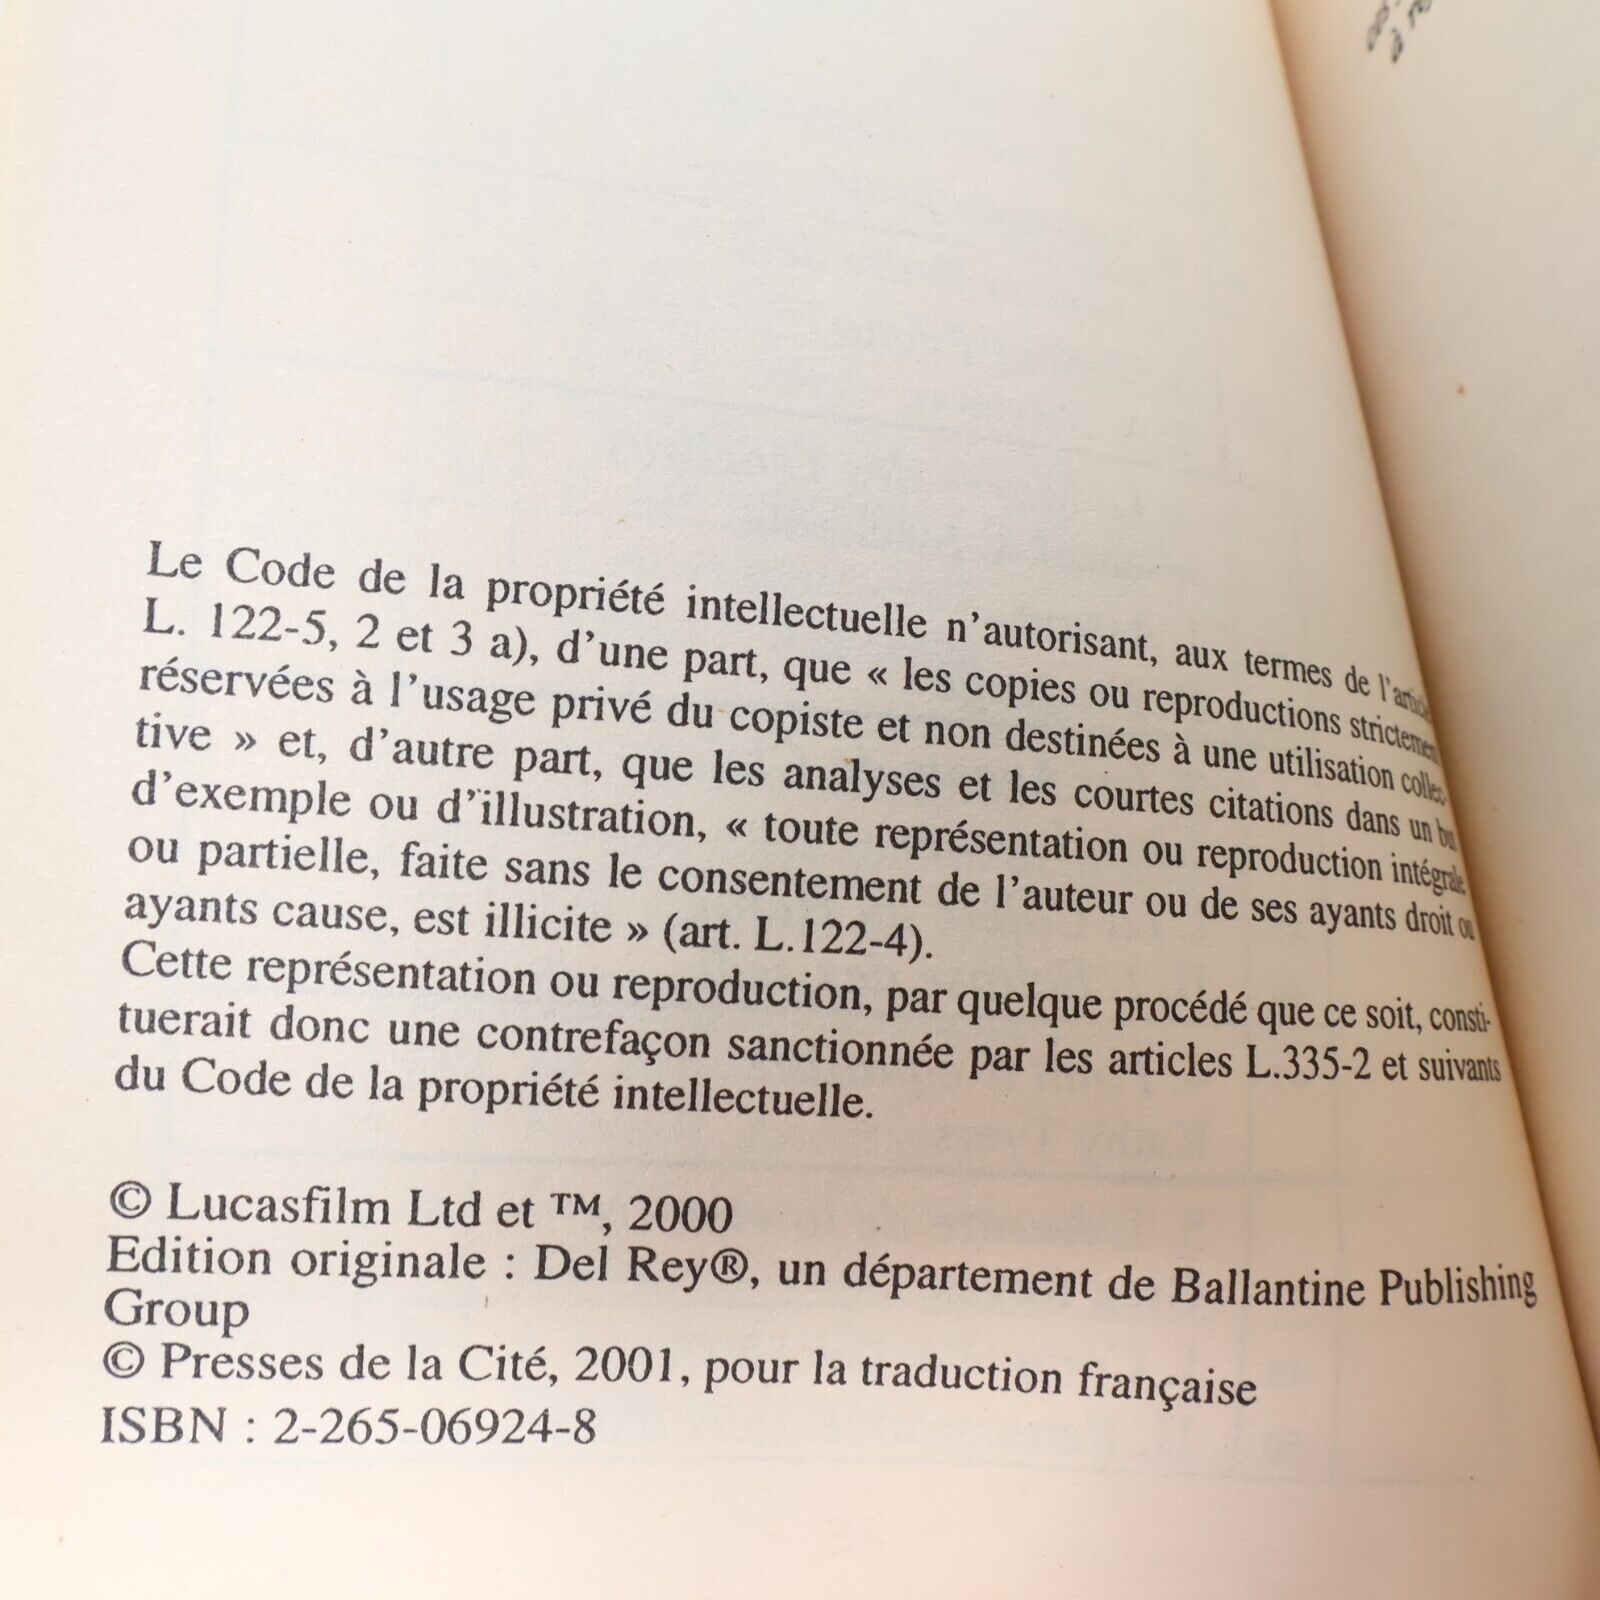 Le Code de la propriété intellectuelle n'autorisant, aux termes de l'article
L. 122-5, 2 et 3 a), d'une part, que « les copies ou reproductions strictement
réservées à l'usage privé du copiste et non destinées à une utilisation collec-
tive » et, d'autre part, que les analyses et les courtes citations dans un but
d'exemple ou d'illustration, « toute représentation ou reproduction intégrale
ou partielle, faite sans le consentement de l'auteur ou de ses ayants droit ou
ayants cause, est illicite » (art. L.122-4).
Cette représentation ou reproduction, par quelque procédé que ce soit, consti-
tuerait donc une contrefaçon sanctionnée par les articles L.335-2 et suivants
du Code de la propriété intellectuelle.
© Lucasfilm Ltd et ™, 2000
Edition originale : Del Rey®, un département de Ballantine Publishing
Group
© Presses de la Cité, 2001, pour la traduction française
ISBN : 2-265-06924-8